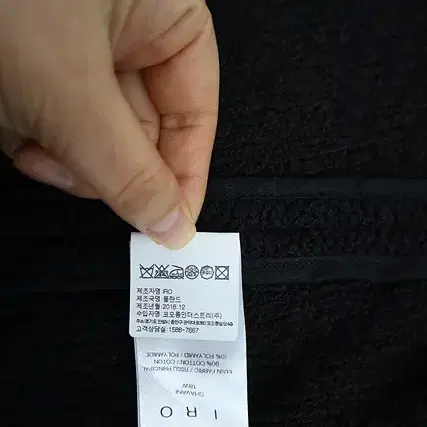 제조자명:IRO
제조국명:폴란드
제조년월:2018.12
수입자명:코오롱인더스트리(주)
고객상담실:1588-7667
10% POLYAMID / POLYAMIDE
90% COTTON / COTON
MAIN FABRIC / TISSU PRINCIPAL
18W
IRO